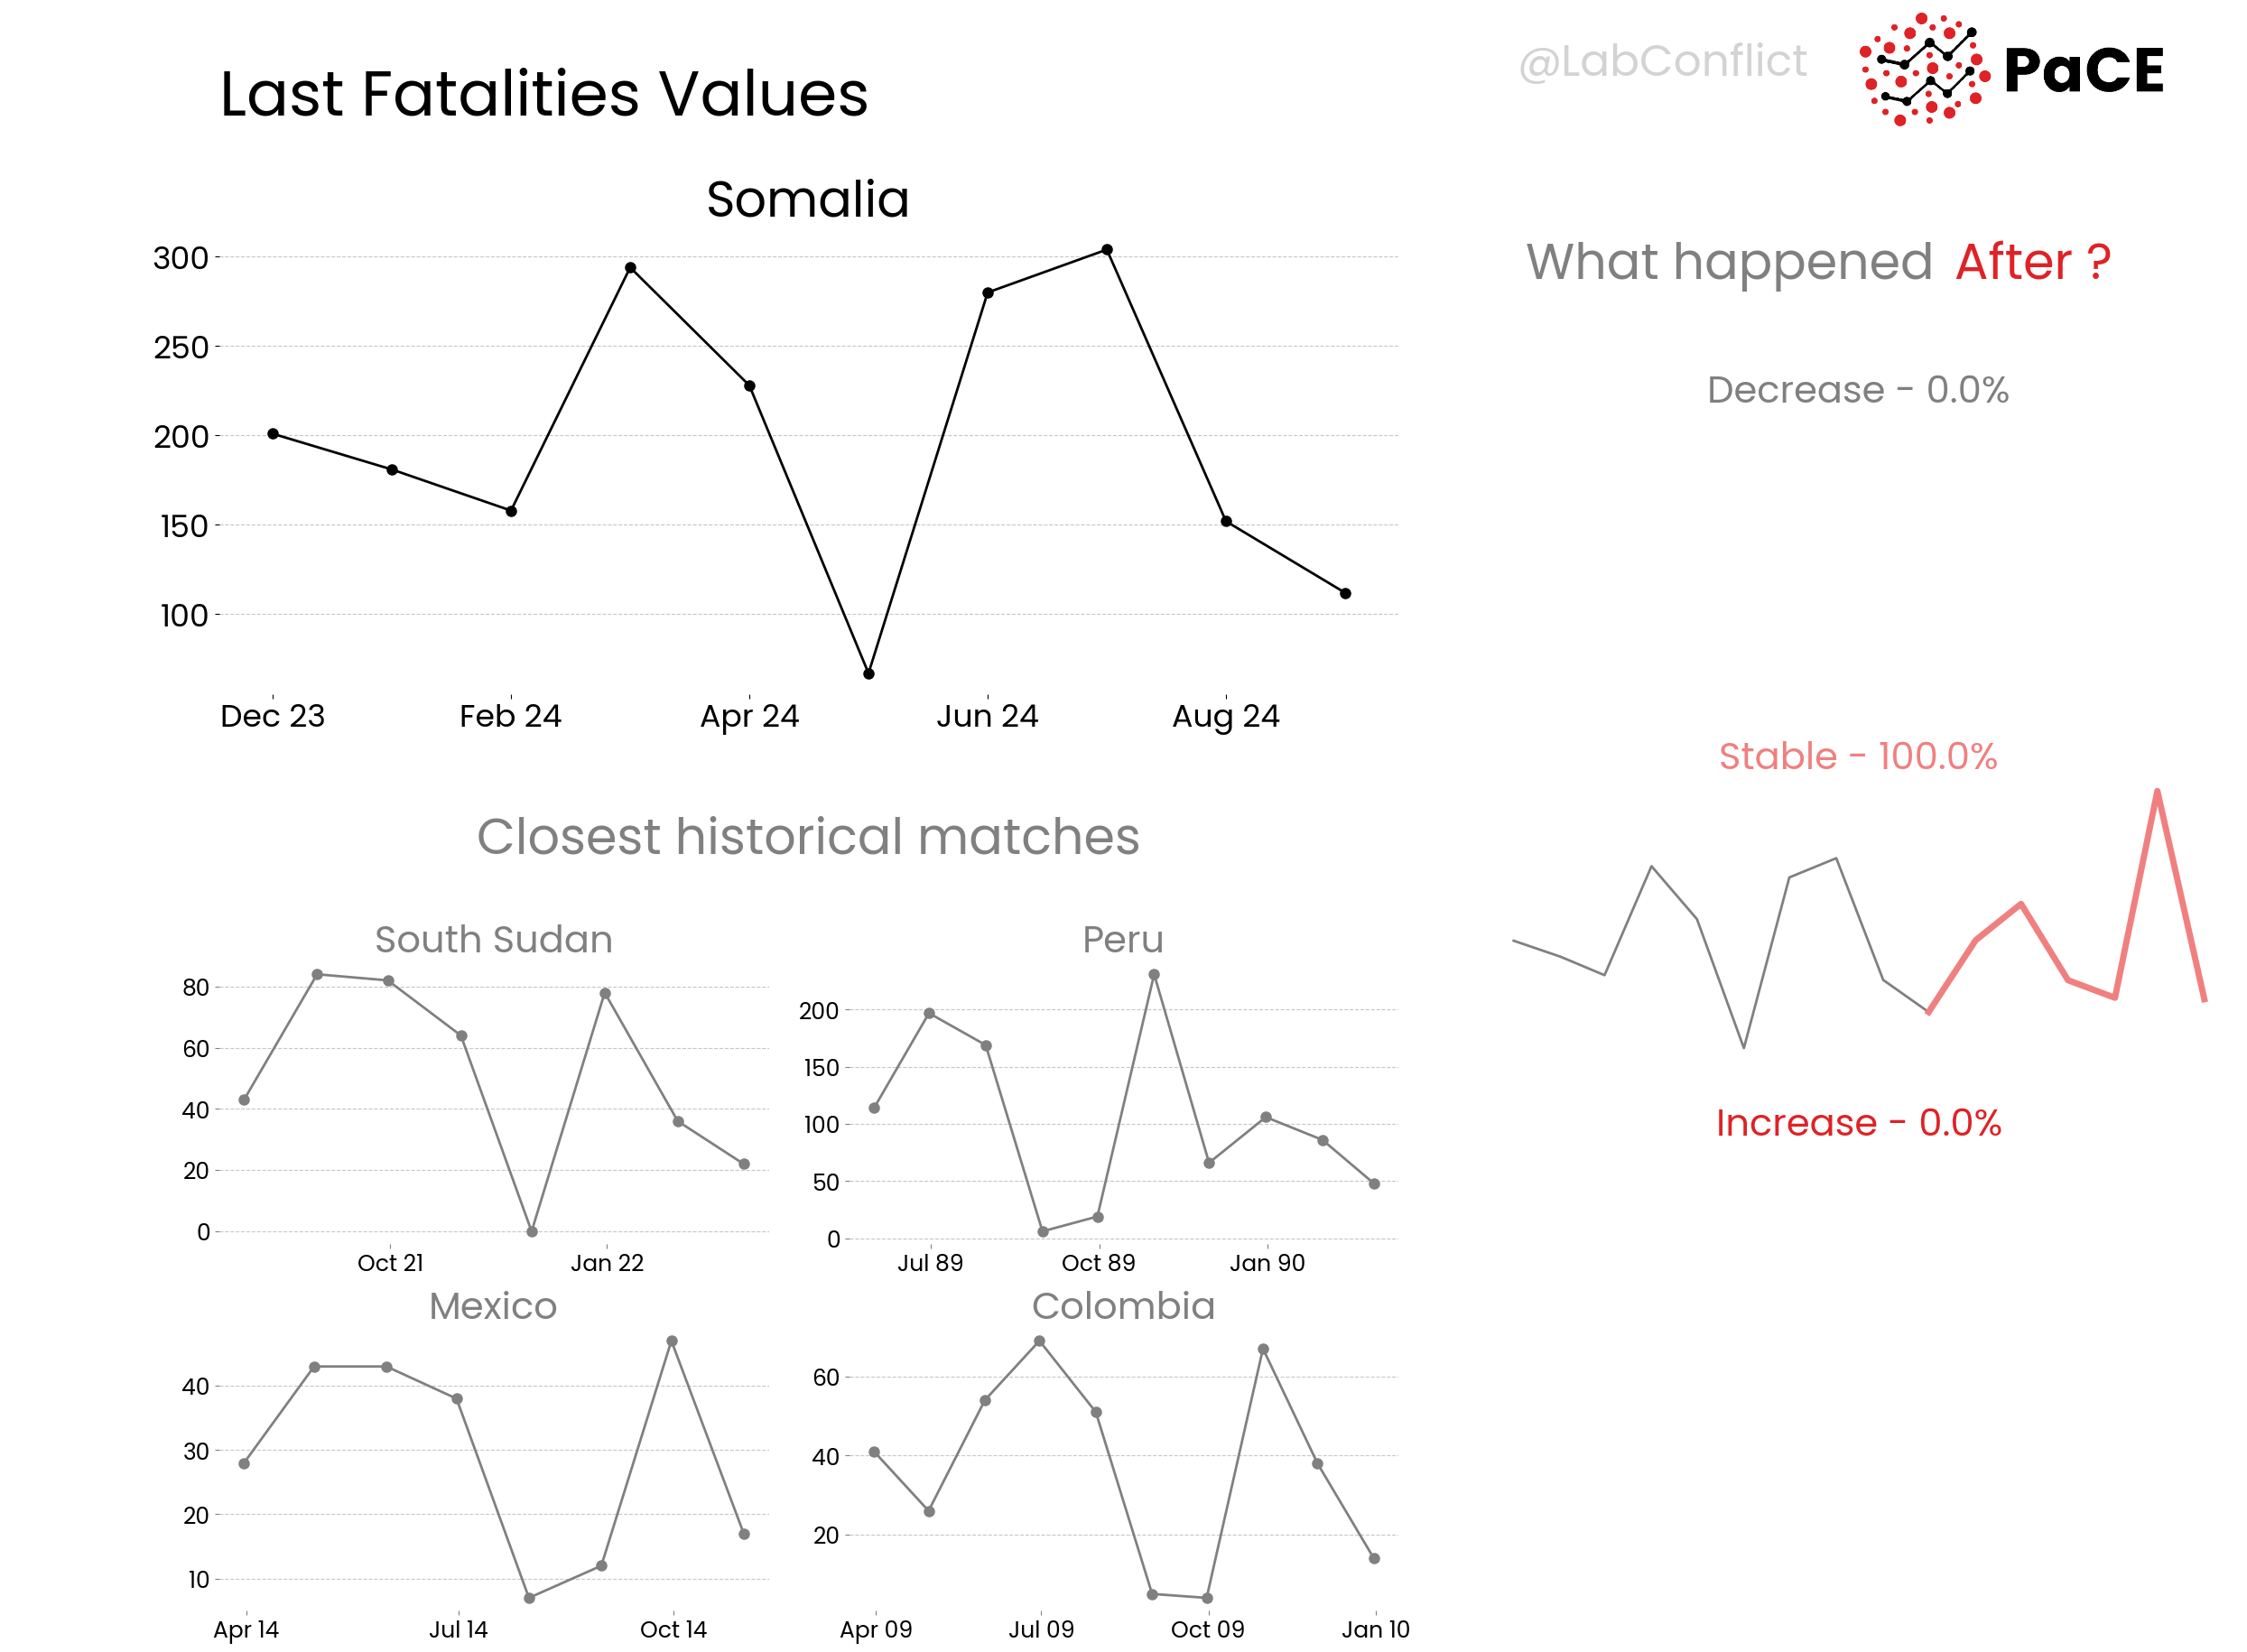 Last Fatalities Values
@LabConflict
PaCE
Somalia
300
250
200
150
100
Dec 23 Feb 24 Apr 24 Jun 24 Aug 24
What happened After ?
Decrease - 0.0%
Stable - 100.0%
Increase - 0.0%
Closest historical matches
South Sudan
80
60
40
20
0
Oct 21 Jan 22
Peru
200
150
100
50
0
Jul 89 Oct 89 Jan 90
Mexico
40
30
20
10
Apr 14 Jul 14 Oct 14
Colombia
60
40
20
Apr 09 Jul 09 Oct 09 Jan 10